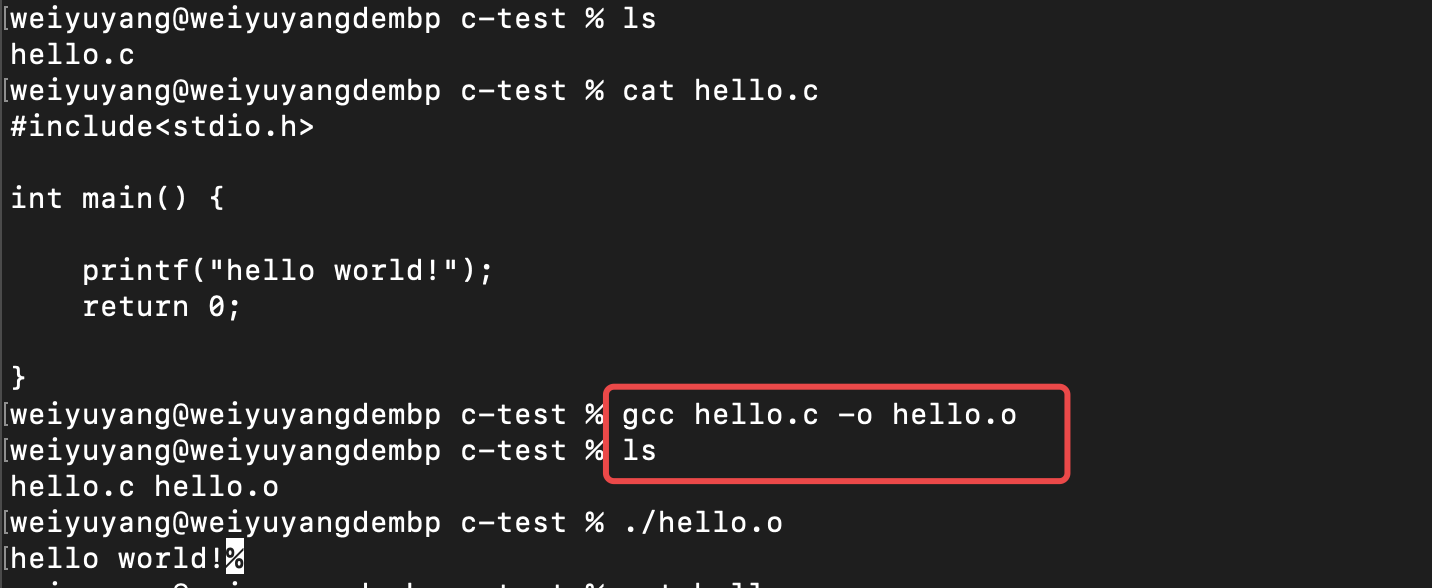 weiyuyang@weiyuyangdembp c-test % ls
hello.c
weiyuyang@weiyuyangdembp c-test % cat hello.c
#include<stdio.h>
int main() {
    printf("hello world!");
    return 0;
}
weiyuyang@weiyuyangdembp c-test % gcc hello.c -o hello.o
weiyuyang@weiyuyangdembp c-test % ls
hello.c hello.o
weiyuyang@weiyuyangdembp c-test % ./hello.o
hello world!%